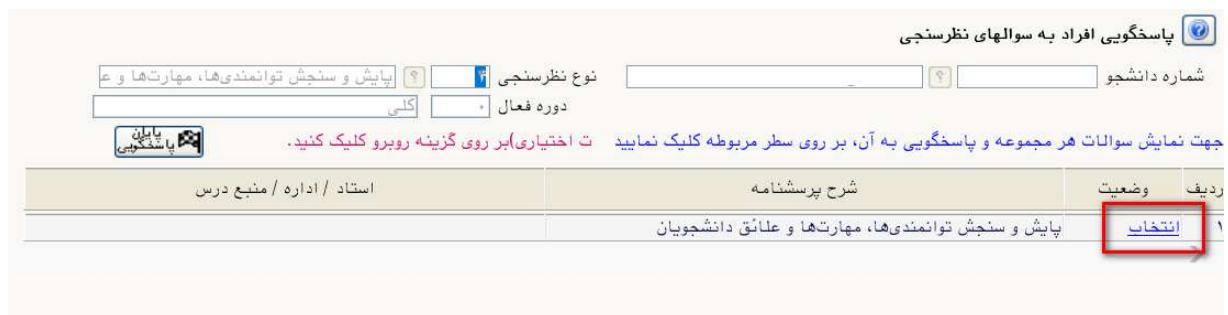 پاسخگویی افراد به سوالهای نظرسنجی
شماره دانشجو ؟ _ نوع نظرسنجی ۴ ؟ پایش و سنجش توانمندی‌ها، مهارت‌ها و عـ
دوره فعال ۰ کلی
جهت نمایش سوالات هر مجموعه و پاسخگویی به آن، بر روی سطر مربوطه کلیک نمایید ت اختیاری)بر روی گزینه روبرو کلیک کنید. پایان پاسخگویی
ردیف وضعیت شرح پرسشنامه استاد / اداره / منبع درس
۱ انتخاب پایش و سنجش توانمندی‌ها، مهارت‌ها و علائق دانشجویان